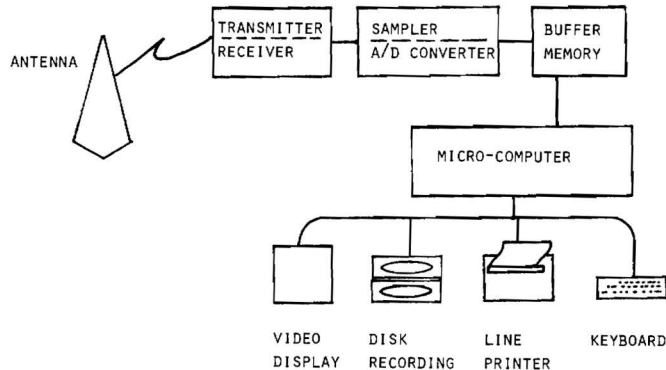 ANTENNA
TRANSMITTER
RECEIVER
SAMPLER
A/D CONVERTER
BUFFER
MEMORY
MICRO-COMPUTER
VIDEO
DISPLAY
DISK
RECORDING
LINE
PRINTER
KEYBOARD